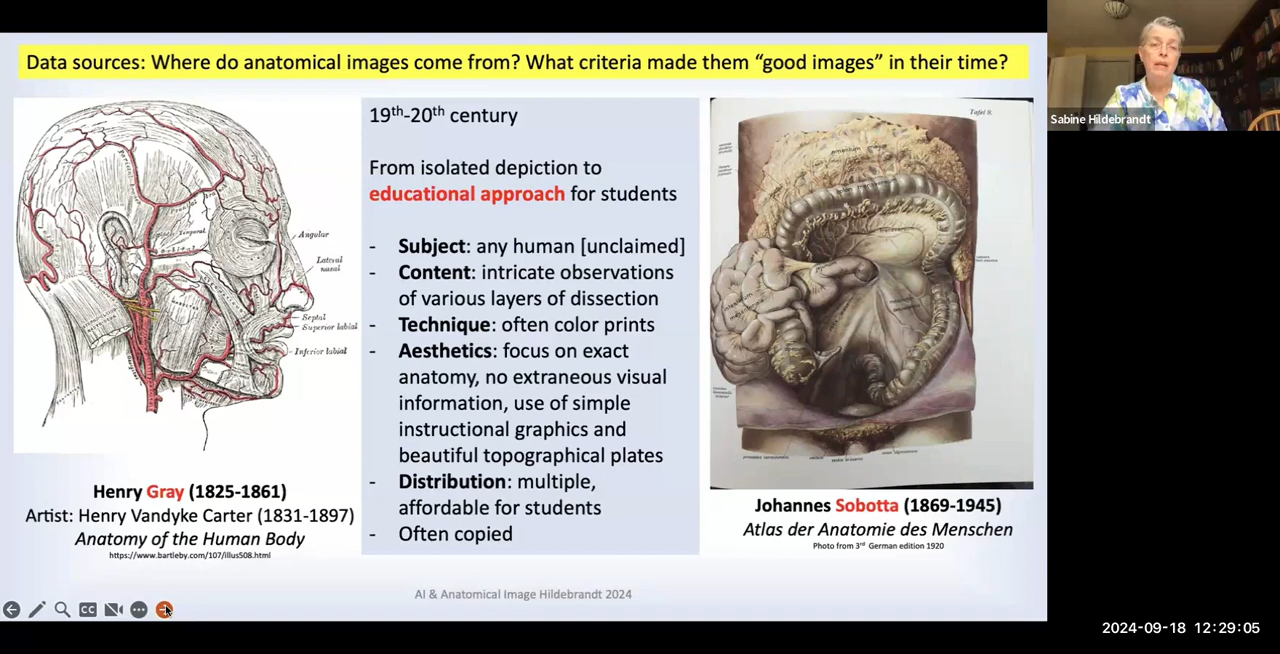 Data sources: Where do anatomical images come from? What criteria made them “good images” in their time?
Sabine Hildebrandt
Angular
Lateral
nasal
Septal
Superior labial
Inferior labial
Henry Gray (1825-1861)
Artist: Henry Vandyke Carter (1831-1897)
Anatomy of the Human Body
https://www.bartleby.com/107/illus508.html
19th-20th century
From isolated depiction to
educational approach for students
- Subject: any human [unclaimed]
- Content: intricate observations
of various layers of dissection
- Technique: often color prints
- Aesthetics: focus on exact
anatomy, no extraneous visual
information, use of simple
instructional graphics and
beautiful topographical plates
- Distribution: multiple,
affordable for students
- Often copied
Tafel 9.
Johannes Sobotta (1869-1945)
Atlas der Anatomie des Menschen
Photo from 3rd German edition 1920
AI & Anatomical Image Hildebrandt 2024
CC
2024-09-18 12:29:05